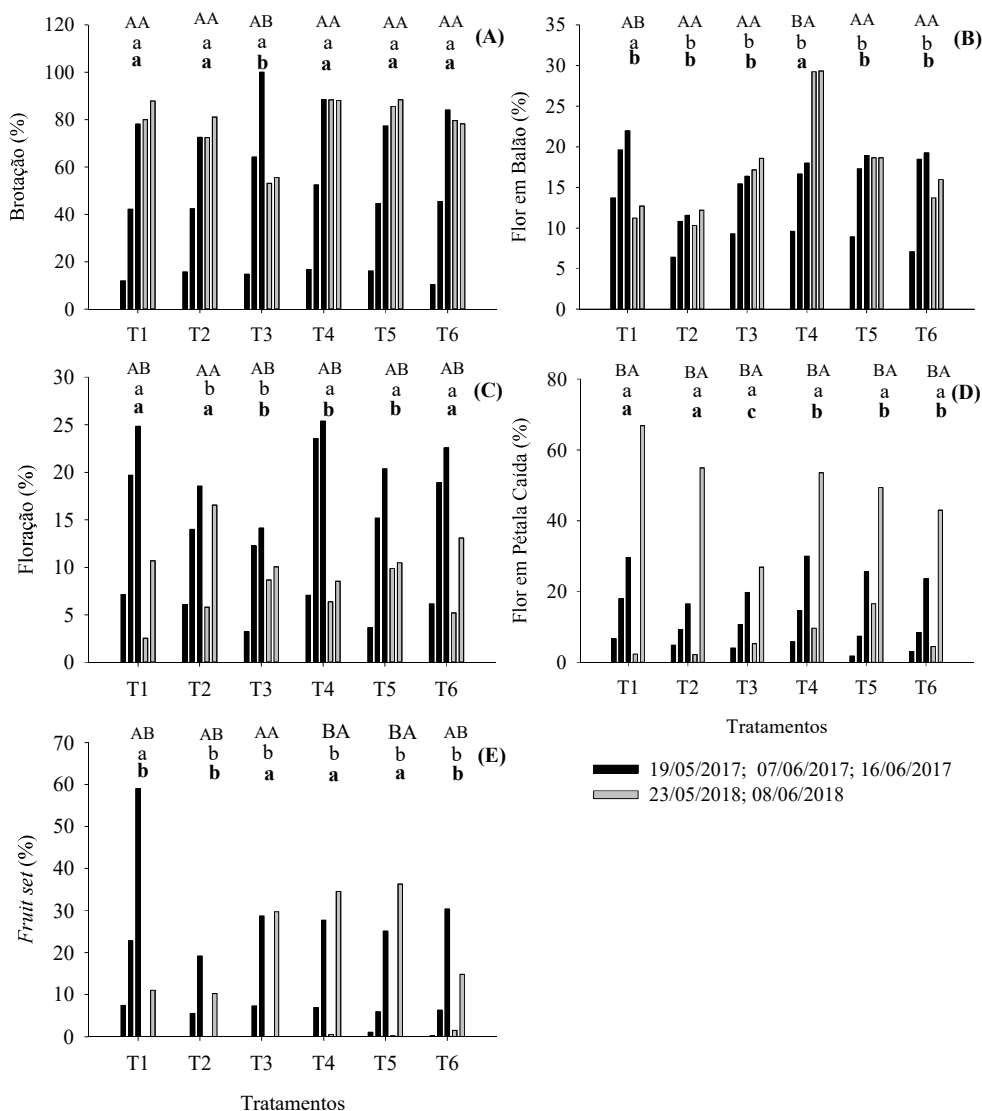 120
100
80
60
40
20
0
Brotação (%)
AA AA AB AA AA AA
a a a a a a
a a b a a a
(A)
T1 T2 T3 T4 T5 T6
35
30
25
20
15
10
5
0
Flor em Balão (%)
AB AA AA BA AA AA
a b b b b b
b b b a b b
(B)
T1 T2 T3 T4 T5 T6
30
25
20
15
10
5
0
Floração (%)
AB AA AB AB AB AB
a b b a a a
a a b b b a
(C)
T1 T2 T3 T4 T5 T6
80
60
40
20
0
Flor em Pétala Caída (%)
BA BA BA BA BA BA
a a a a a a
a a c b b b
(D)
T1 T2 T3 T4 T5 T6
Tratamentos
19/05/2017; 07/06/2017; 16/06/2017
23/05/2018; 08/06/2018
70
60
50
40
30
20
10
0
Fruit set (%)
AB AB AA BA BA AB
a b b b b b
b b a a a b
(E)
T1 T2 T3 T4 T5 T6
Tratamentos